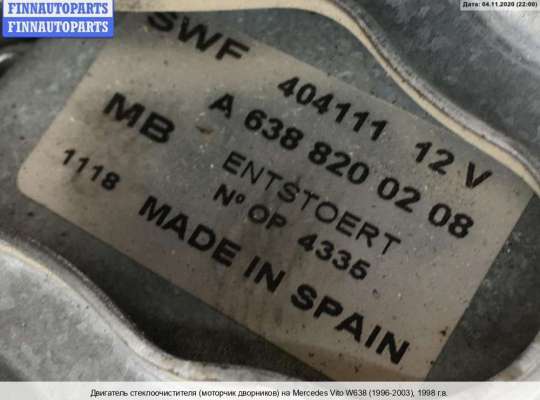 FINNAUTOPARTS
FINNAUTOPARTS
Дата: 04.11.2020 (22:00)
SWF 404111 12 V
MB A 638 820 02 08
ENTSTOERT
1118 Nº OP 4335
MADE IN SPAIN
Двигатель стеклоочистителя (моторчик дворников) на Mercedes Vito W638 (1996-2003), 1998 г.в.